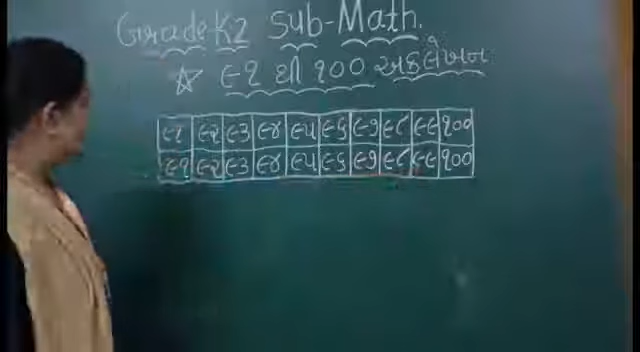 Grade K2 Sub-Math.
☆ ૯૧ થી ૧૦૦ અંકલેખન
૯૧ ૯૨ ૯૩ ૯૪ ૯૫ ૯૬ ૯૭ ૯૮ ૯૯ ૧૦૦
૯૧ ૯૨ ૯૩ ૯૪ ૯૫ ૯૬ ૯૭ ૯૮ ૯૯ ૧૦૦